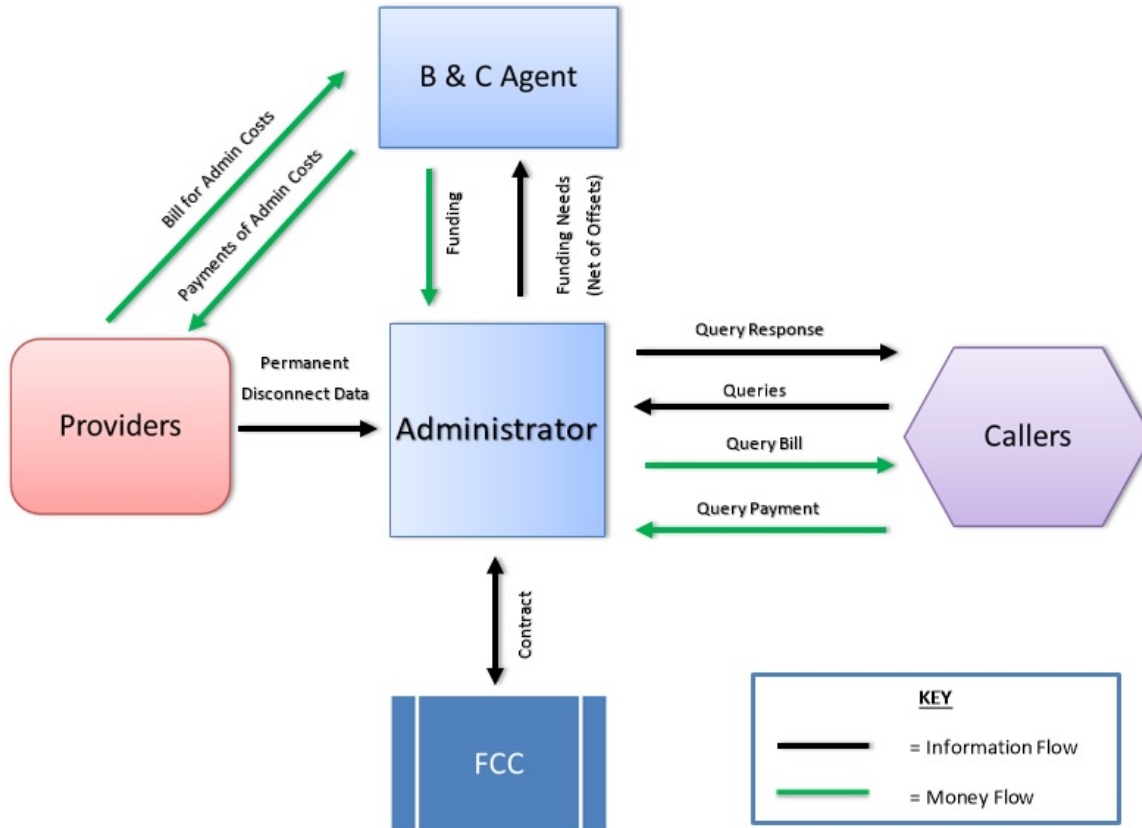 B & C Agent
Bill for Admin Costs
Payments of Admin Costs
Funding
Funding Needs
(Net of Offsets)
Providers
Permanent
Disconnect Data
Administrator
Query Response
Queries
Query Bill
Query Payment
Callers
Contract
FCC
KEY
= Information Flow
= Money Flow